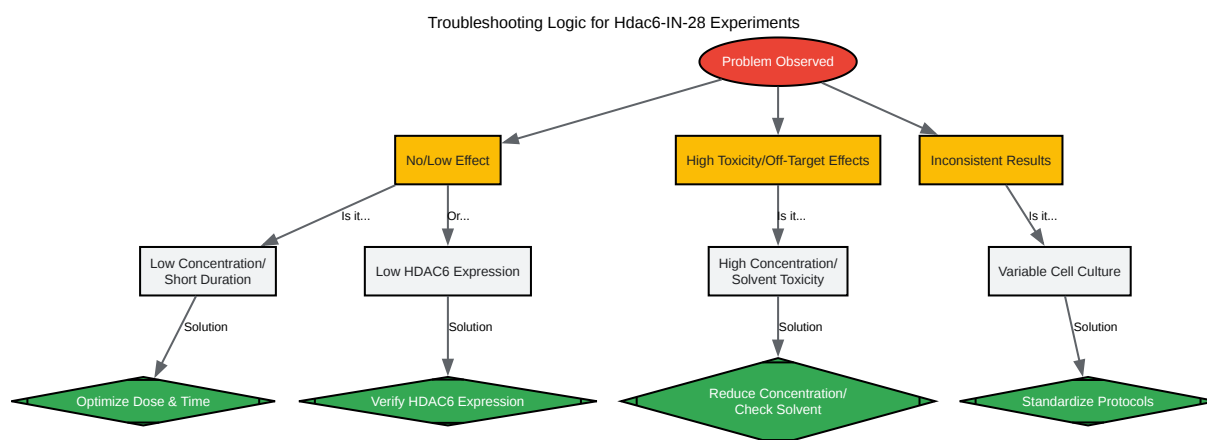 Troubleshooting Logic for Hdac6-IN-28 Experiments
Problem Observed
No/Low Effect
High Toxicity/Off-Target Effects
Inconsistent Results
Is it...
Or...
Is it...
Is it...
Low Concentration/
Short Duration
Low HDAC6 Expression
High Concentration/
Solvent Toxicity
Variable Cell Culture
Solution
Solution
Solution
Solution
Optimize Dose & Time
Verify HDAC6 Expression
Reduce Concentration/
Check Solvent
Standardize Protocols